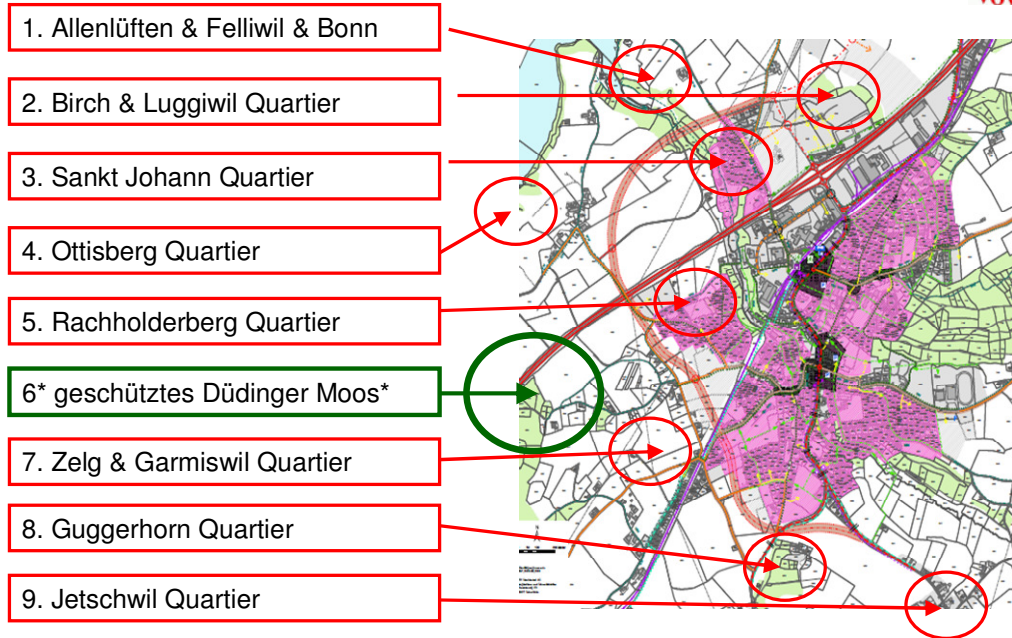 1. Allenlüften & Felliwil & Bonn
2. Birch & Luggiwil Quartier
3. Sankt Johann Quartier
4. Ottisberg Quartier
5. Rachholderberg Quartier
6* geschütztes Düdinger Moos*
7. Zelg & Garmiswil Quartier
8. Guggerhorn Quartier
9. Jetschwil Quartier